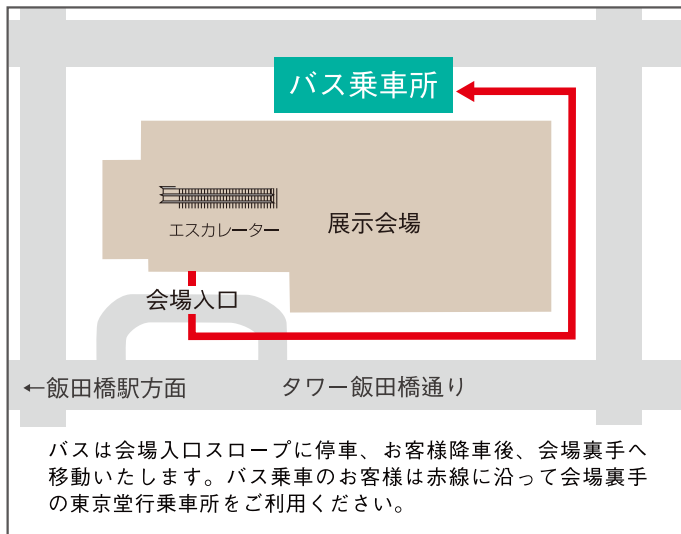 バス乗車所
エスカレーター
展示会場
会場入口
←飯田橋駅方面
タワー飯田橋通り
バスは会場入口スロープに停車、お客様降車後、会場裏手へ
移動いたします。バス乗車のお客様は赤線に沿って会場裏手
の東京堂行乗車所をご利用ください。